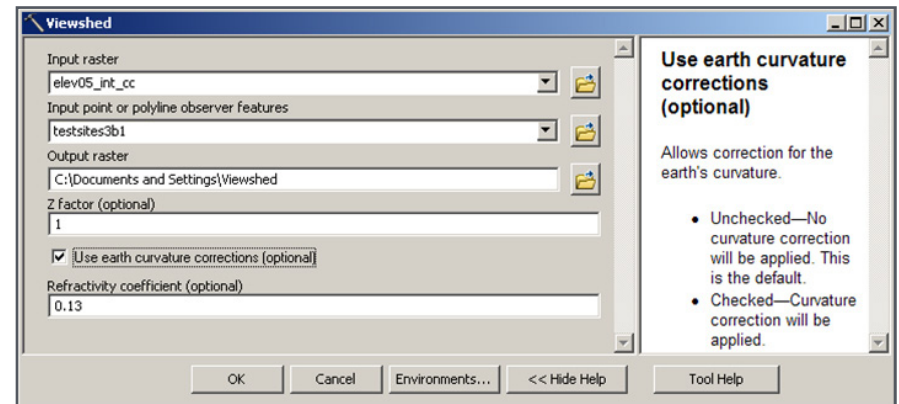 Viewshed
Input raster
elev05_int_cc
Input point or polyline observer features
testsites3b1
Output raster
C:\Documents and Settings\Viewshed
Z factor (optional)
1
Use earth curvature corrections (optional)
Refractivity coefficient (optional)
0.13
Use earth curvature
corrections
(optional)
Allows correction for the
earth's curvature.
• Unchecked—No
curvature correction
will be applied. This
is the default.
• Checked—Curvature
correction will be
applied.
OK
Cancel
Environments...
<< Hide Help
Tool Help